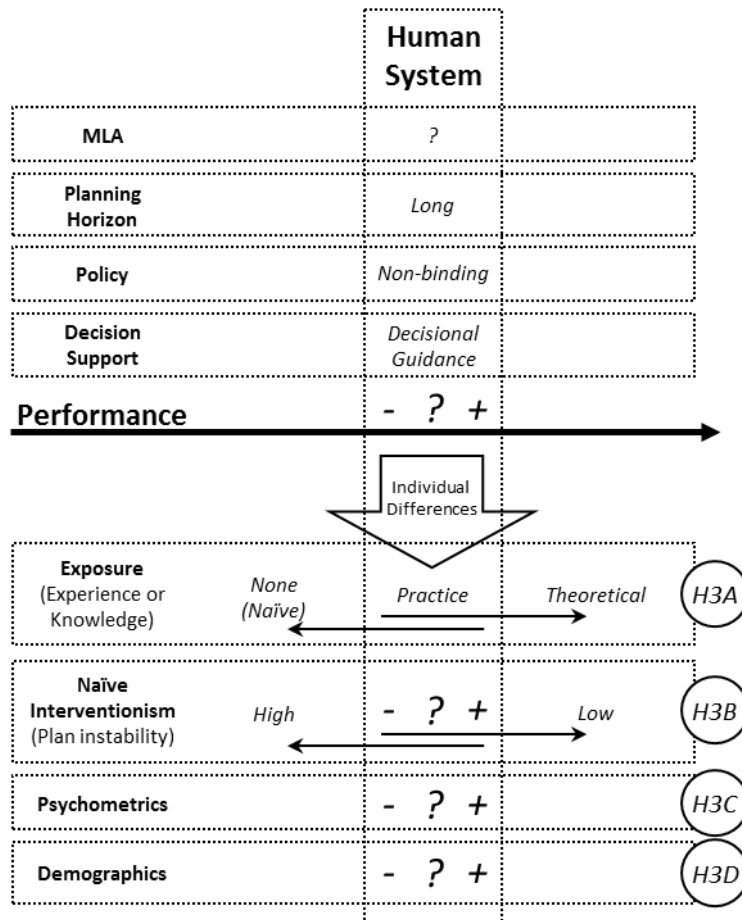 Human
System
MLA
?
Planning
Horizon
Long
Policy
Non-binding
Decision
Support
Decisional
Guidance
Performance
- ? +
Individual
Differences
Exposure
(Experience or
Knowledge)
None
(Naïve)
Practice
Theoretical
H3A
Naïve
Interventionism
(Plan instability)
High
- ? +
Low
H3B
Psychometrics
- ? +
H3C
Demographics
- ? +
H3D